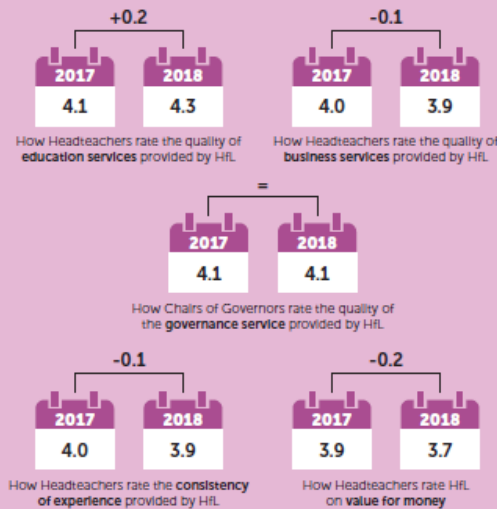 +0.2
2017 2018
4.1 4.3
How Headteachers rate the quality of
education services provided by HfL
-0.1
2017 2018
4.0 3.9
How Headteachers rate the quality of
business services provided by HfL
=
2017 2018
4.1 4.1
How Chairs of Governors rate the quality of
the governance service provided by HfL
-0.1
2017 2018
4.0 3.9
How Headteachers rate the consistency
of experience provided by HfL
-0.2
2017 2018
3.9 3.7
How Headteachers rate HfL
on value for money